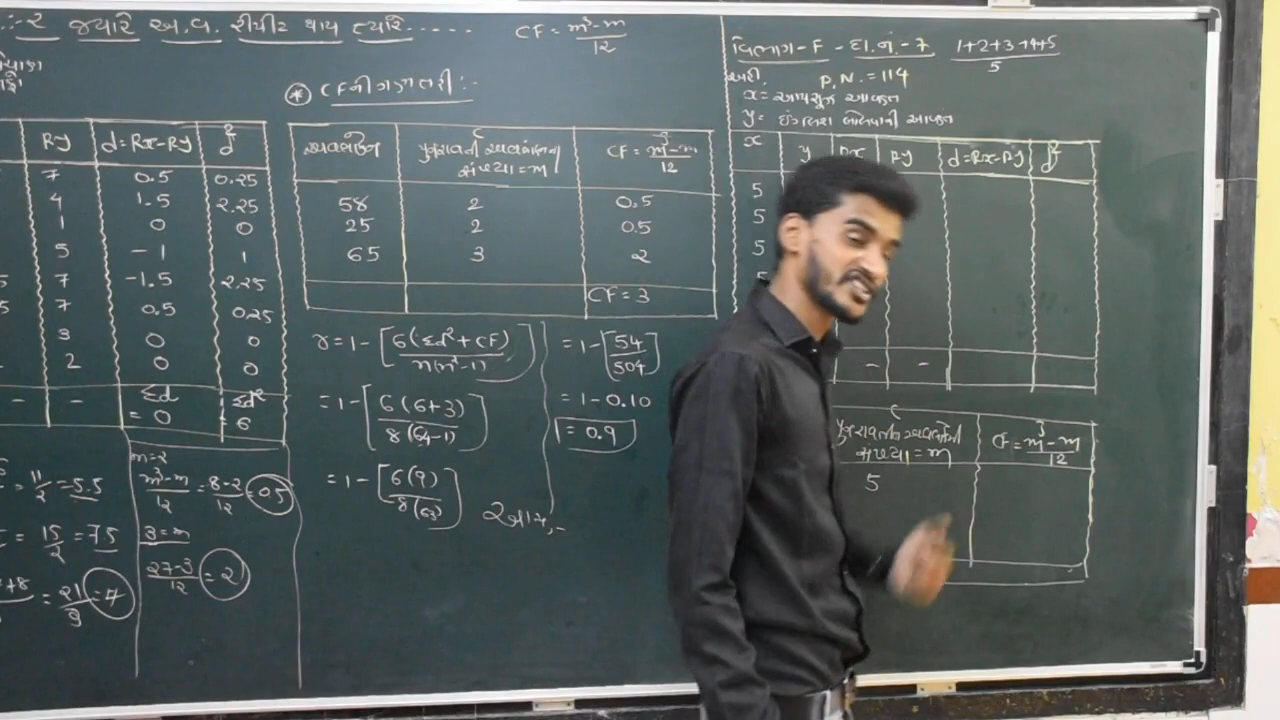 :-2 જ્યારે અ.વ. રીપીટ થાય ત્યારે..... CF = m³-m/12
Ry d=Rx-Ry d²
7 0.5 0.25
4 1.5 2.25
1 0 0
5 -1 1
7 -1.5 2.25
7 0.5 0.25
3 0 0
2 0 0
- - Σd = 0 Σd² = 6
= 11/2 = 5.5
= 15/2 = 7.5
+8 = 21/3 = 7
m=2
m³-m/12 = 8-2/12 = 0.5
3=m
27-3/12 = 2
* CF ની ગણતરી :-
અવલોકન પુનરાવર્તી અવલોકનની સંખ્યા = m CF = m³-m/12
58 2 0.5
25 2 0.5
65 3 2
CF = 3
r = 1 - [6(Σd²+CF)/n(n²-1)]
= 1 - [6(6+3)/8(64-1)]
= 1 - [6(9)/8(63)]
= 1 - [54/504]
= 1 - 0.10
= 0.9
વિભાગ-F - દા.નં.-7 1+2+3+4+5/5
અહીં, P.N. = 114
x =
y =
x y Rx Ry d=Rx-Ry d²
5
5
5
5
- -
પુનરાવર્તીત અવલોકનોની સંખ્યા = m CF = m³-m/12
5